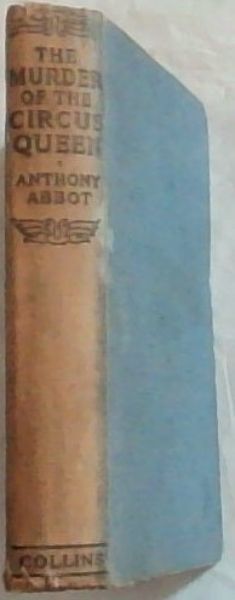 THE
MURDER
OF THE
CIRCUS
QUEEN
ANTHONY
ABBOT
COLLINS